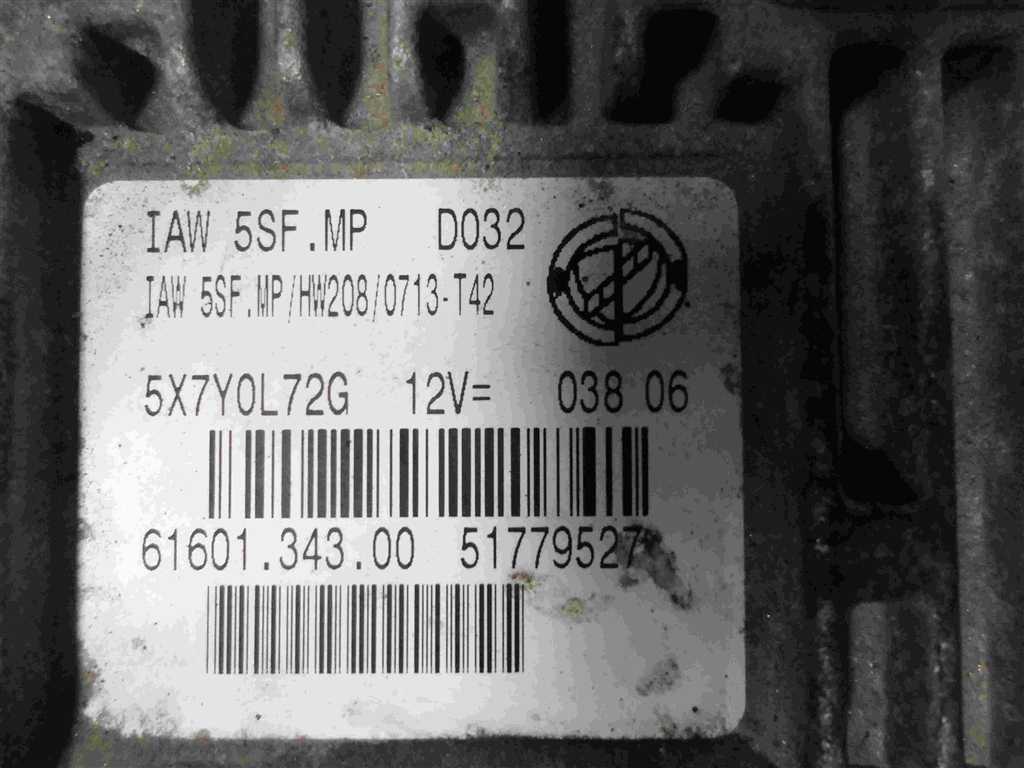 IAW 5SF.MP D032
IAW 5SF.MP/HW208/0713-T42
5X7Y0L72G 12V= 038 06
61601.343.00 51779527